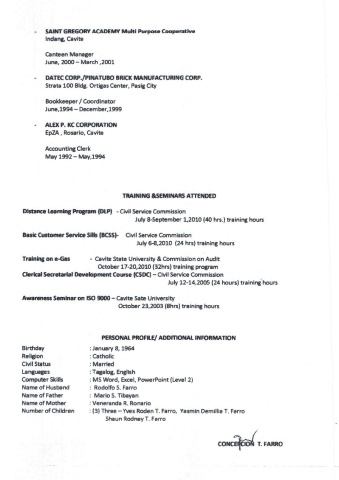 - SAINT GREGORY ACADEMY Multi Purpose Cooperative
Indang, Cavite
Canteen Manager
June, 2000 – March ,2001
- DATEC CORP./PINATUBO BRICK MANUFACTURING CORP.
Strata 100 Bldg. Ortigas Center, Pasig City
Bookkeeper / Coordinator
June,1994 – December,1999
- ALEX P. KC CORPORATION
EpZA , Rosario, Cavite
Accounting Clerk
May 1992 – May,1994
TRAINING &SEMINARS ATTENDED
Distance Learning Program (DLP) - Civil Service Commission
July 8-September 1,2010 (40 hrs.) training hours
Basic Customer Service Sills (BCSS)- Civil Service Commission
July 6-8,2010 (24 hrs) training hours
Training on e-Gas - Cavite State University & Commission on Audit
October 17-20,2010 (32hrs) training program
Clerical Secretarial Development Course (CSDC) – Civil Service Commission
July 12-14,2005 (24 hours) training hours
Awareness Seminar on ISO 9000 – Cavite Sate University
October 23,2003 (8hrs) training hours
PERSONAL PROFILE/ ADDITIONAL INFORMATION
Birthday : January 8, 1964
Religion : Catholic
Civil Status : Married
Languages : Tagalog, English
Computer Skills : MS Word, Excel, PowerPoint (Level 2)
Name of Husband : Rodolfo S. Farro
Name of Father : Mario S. Tibayan
Name of Mother : Veneranda R. Ronario
Number of Children : (3) Three – Yves Roden T. Farro, Yasmin Demillie T. Farro
Shaun Rodney T. Farro
CONCEPCION T. FARRO